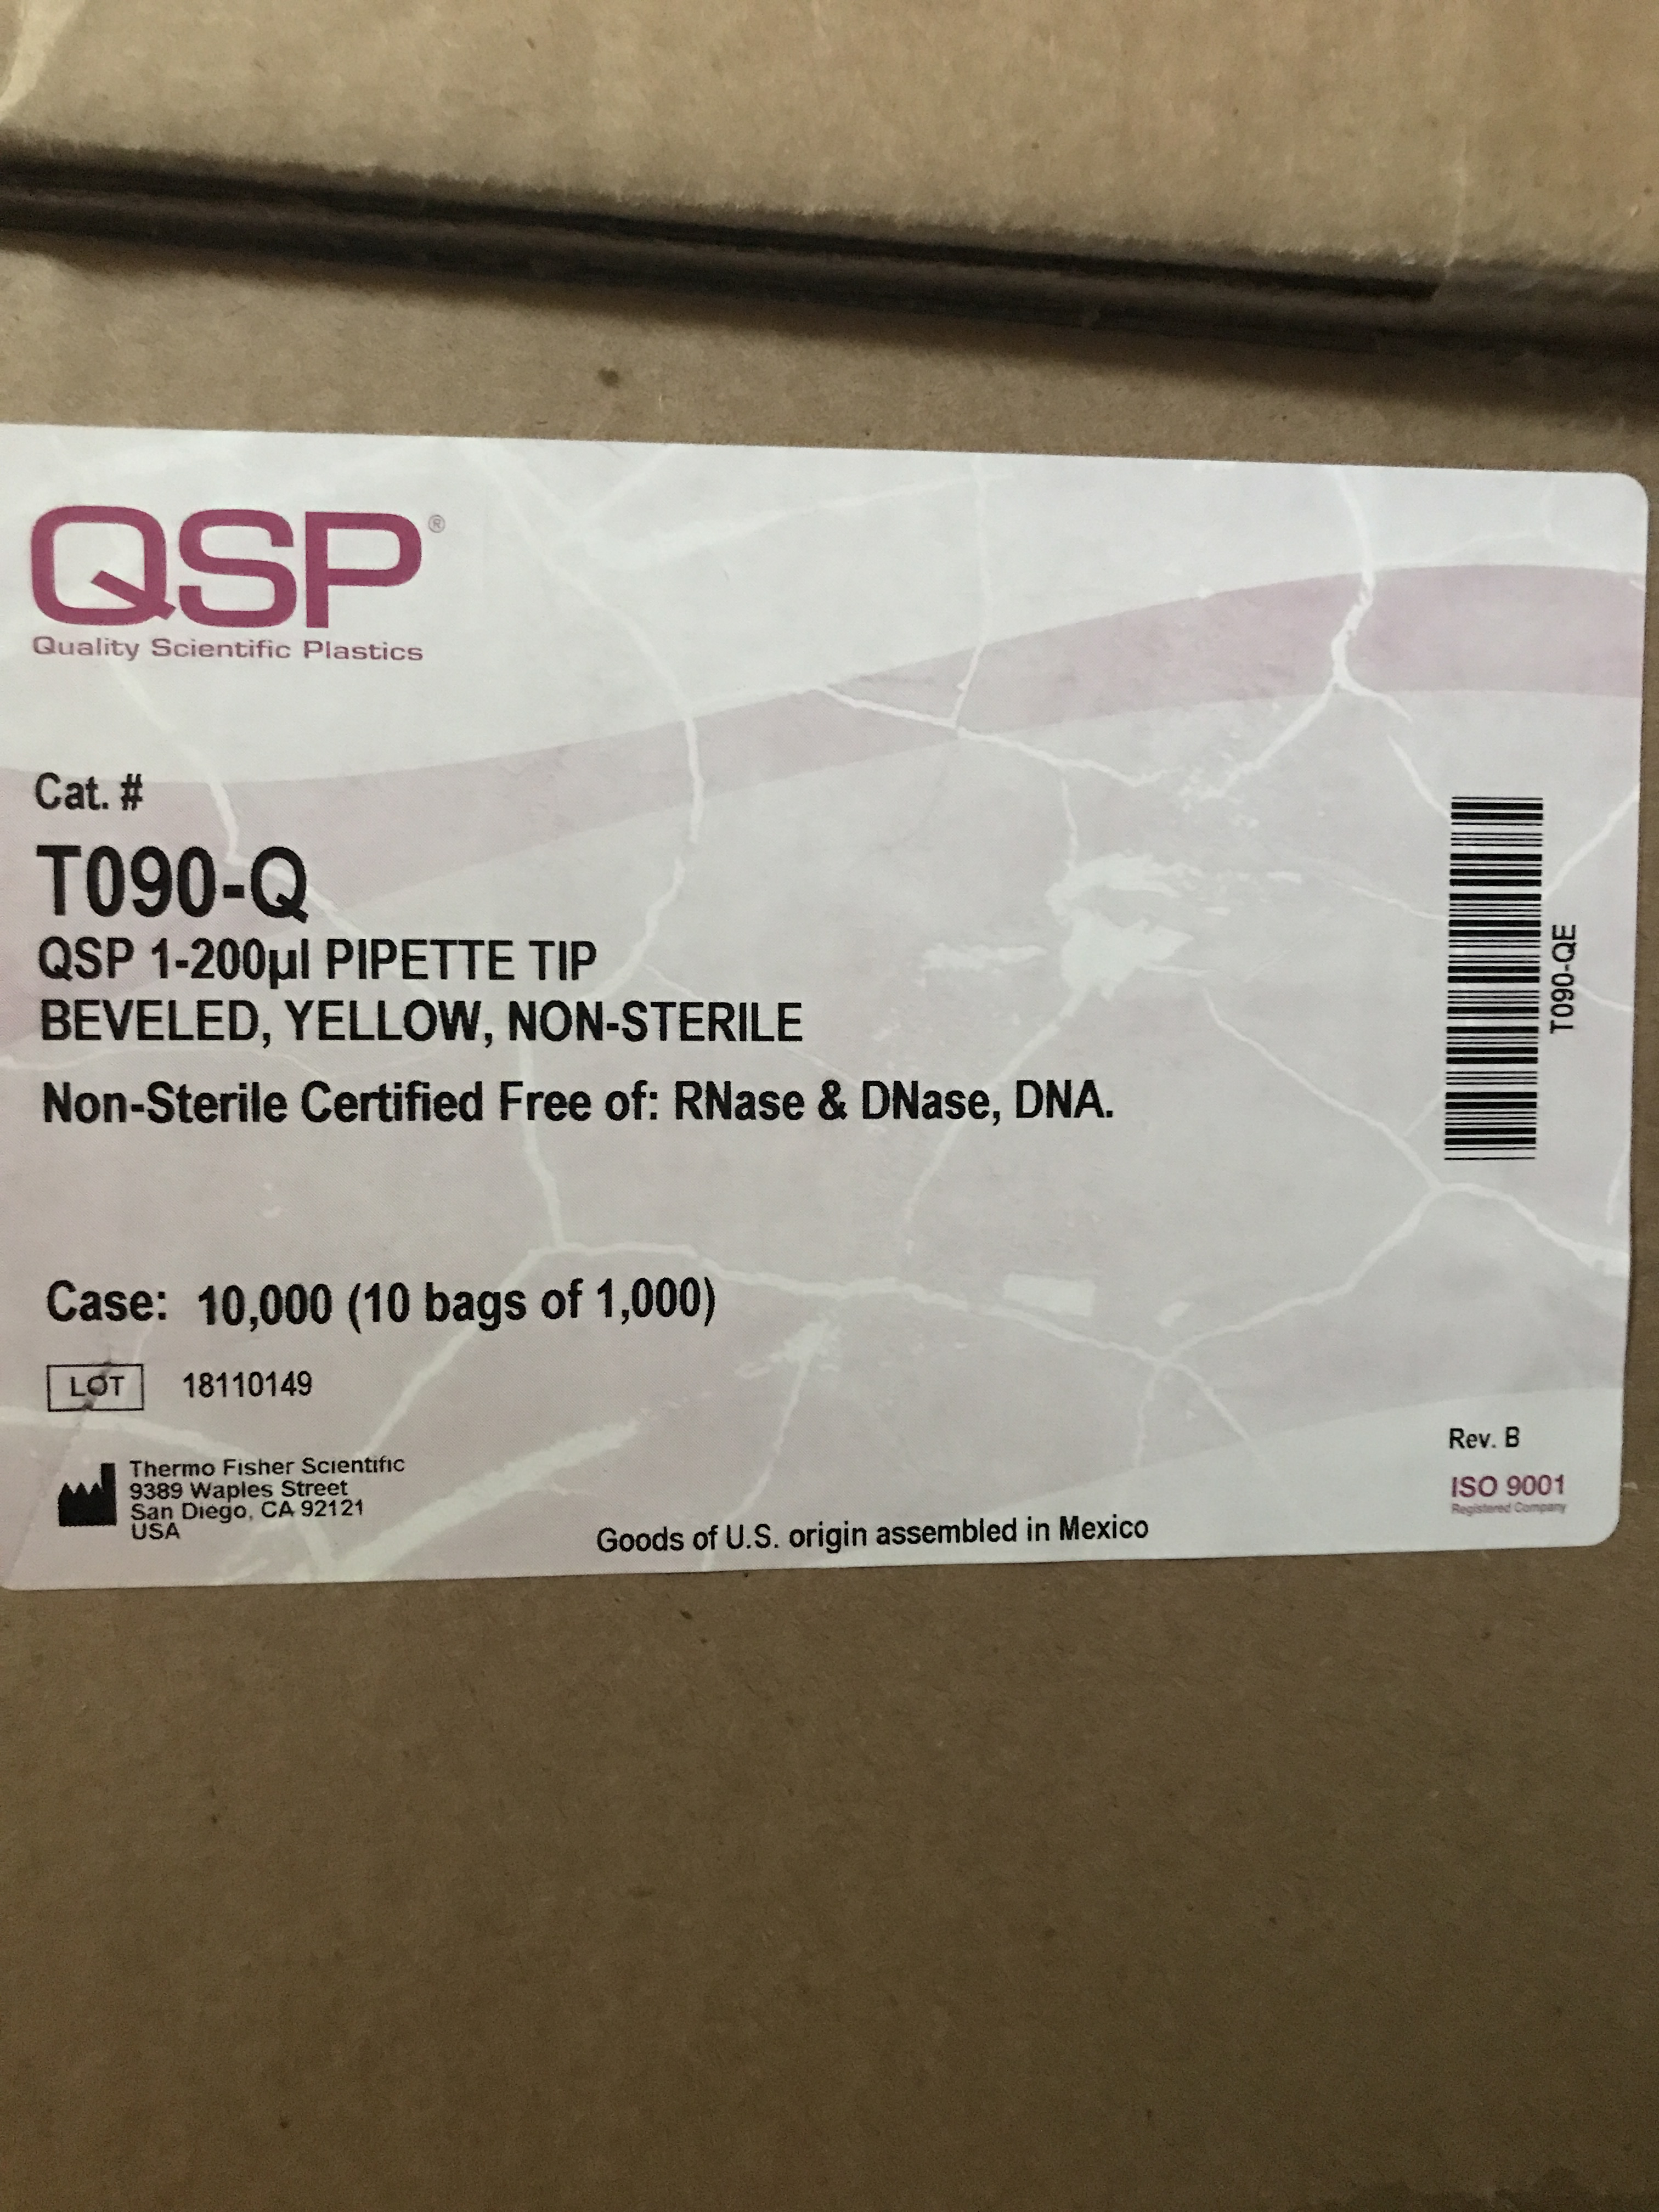 QSP®
Quality Scientific Plastics
Cat. #
T090-Q
QSP 1-200µl PIPETTE TIP
BEVELED, YELLOW, NON-STERILE
Non-Sterile Certified Free of: RNase & DNase, DNA.
T090-QE
Case: 10,000 (10 bags of 1,000)
LOT 18110149
Thermo Fisher Scientific
9389 Waples Street
San Diego, CA 92121
USA
Goods of U.S. origin assembled in Mexico
Rev. B
ISO 9001
Registered Company